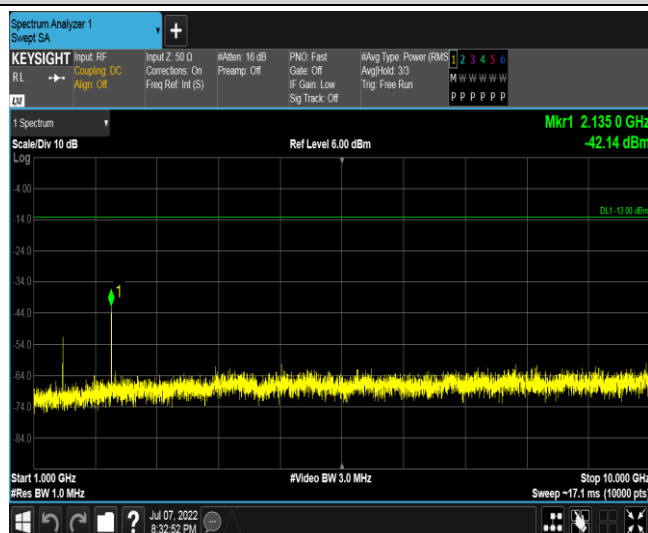 Spectrum Analyzer 1
Swept SA
+
KEYSIGHT
RL
LXI
Input: RF
Coupling: DC
Align: Off
Input Z: 50 Ω
Corrections: On
Freq Ref: Int (S)
#Atten: 16 dB
Preamp: Off
PNO: Fast
Gate: Off
IF Gain: Low
Sig Track: Off
#Avg Type: Power (RMS
Avg|Hold: 3/3
Trig: Free Run
1 2 3 4 5 6
M W W W W W
P P P P P P
1 Spectrum
Scale/Div 10 dB
Log
Ref Level 6.00 dBm
Mkr1 2.135 0 GHz
-42.14 dBm
-4.00
DL1 -13.00 dBm
-14.0
-24.0
-34.0
1
-44.0
-54.0
-64.0
-74.0
-84.0
Start 1.000 GHz
#Res BW 1.0 MHz
#Video BW 3.0 MHz
Stop 10.000 GHz
Sweep ~17.1 ms (10000 pts)
?
Jul 07, 2022
8:32:52 PM